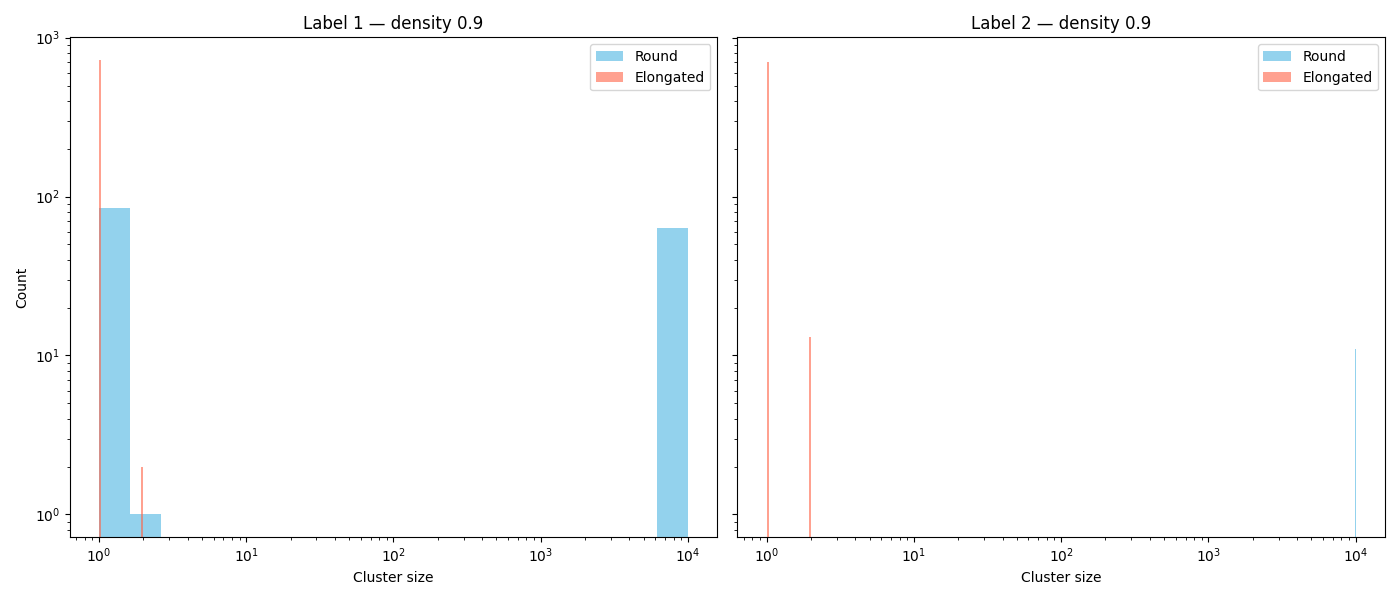 Label 1 — density 0.9
Label 2 — density 0.9
Round
Elongated
Round
Elongated
10³
10²
10¹
10⁰
Count
10⁰ 10¹ 10² 10³ 10⁴
10⁰ 10¹ 10² 10³ 10⁴
Cluster size
Cluster size